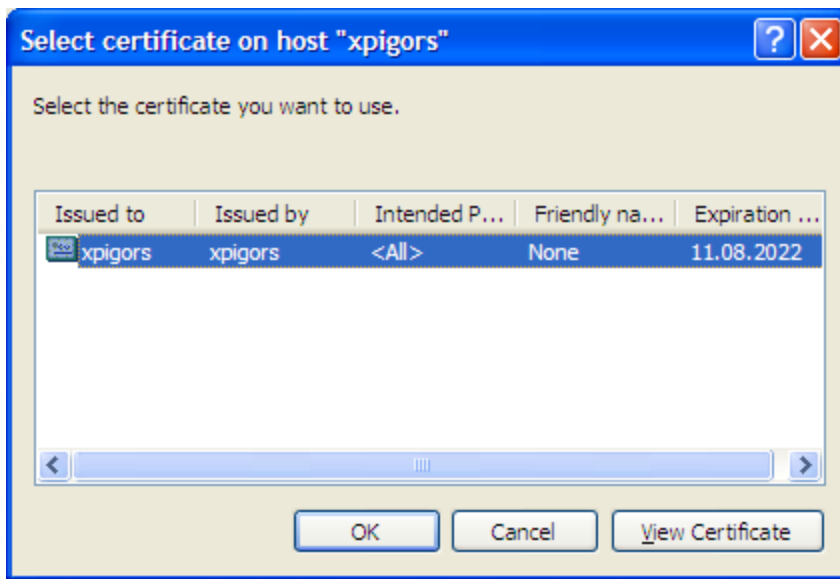 Select certificate on host "xpigors"
Select the certificate you want to use.
Issued to Issued by Intended P... Friendly na... Expiration ...
xpigors xpigors <All> None 11.08.2022
OK Cancel View Certificate